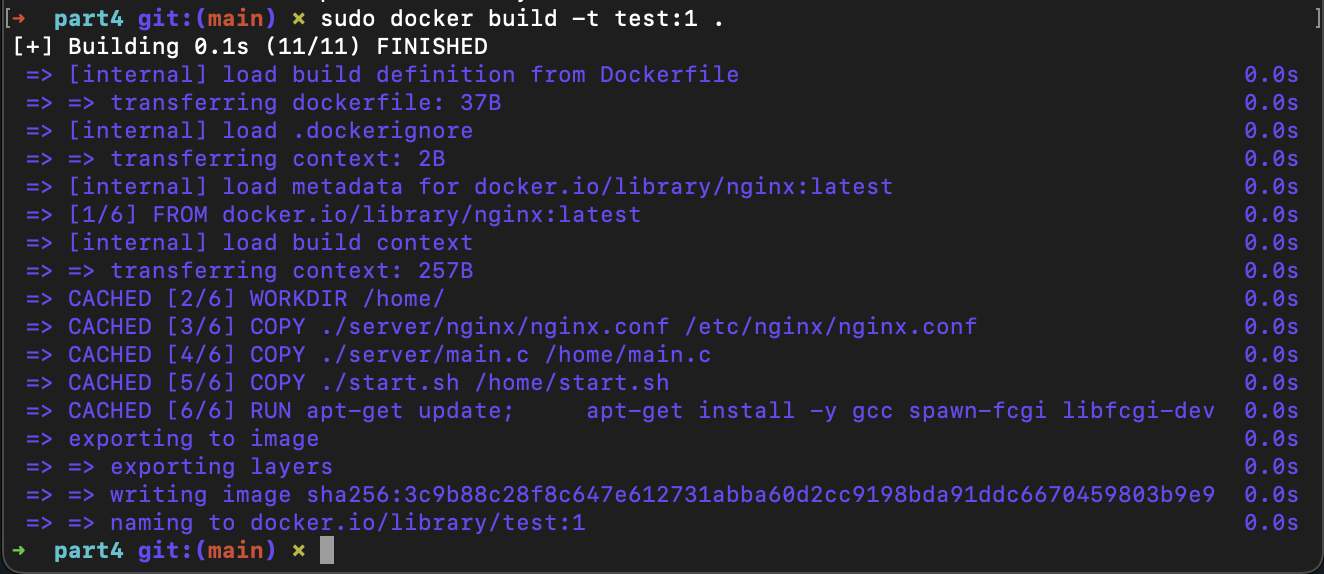 [➜  part4 git:(main) ✗ sudo docker build -t test:1 .]
[+] Building 0.1s (11/11) FINISHED
=> [internal] load build definition from Dockerfile 0.0s
=> => transferring dockerfile: 37B 0.0s
=> [internal] load .dockerignore 0.0s
=> => transferring context: 2B 0.0s
=> [internal] load metadata for docker.io/library/nginx:latest 0.0s
=> [1/6] FROM docker.io/library/nginx:latest 0.0s
=> [internal] load build context 0.0s
=> => transferring context: 257B 0.0s
=> CACHED [2/6] WORKDIR /home/ 0.0s
=> CACHED [3/6] COPY ./server/nginx/nginx.conf /etc/nginx/nginx.conf 0.0s
=> CACHED [4/6] COPY ./server/main.c /home/main.c 0.0s
=> CACHED [5/6] COPY ./start.sh /home/start.sh 0.0s
=> CACHED [6/6] RUN apt-get update;     apt-get install -y gcc spawn-fcgi libfcgi-dev 0.0s
=> exporting to image 0.0s
=> => exporting layers 0.0s
=> => writing image sha256:3c9b88c28f8c647e612731abba60d2cc9198bda91ddc6670459803b9e9 0.0s
=> => naming to docker.io/library/test:1 0.0s
➜  part4 git:(main) ✗